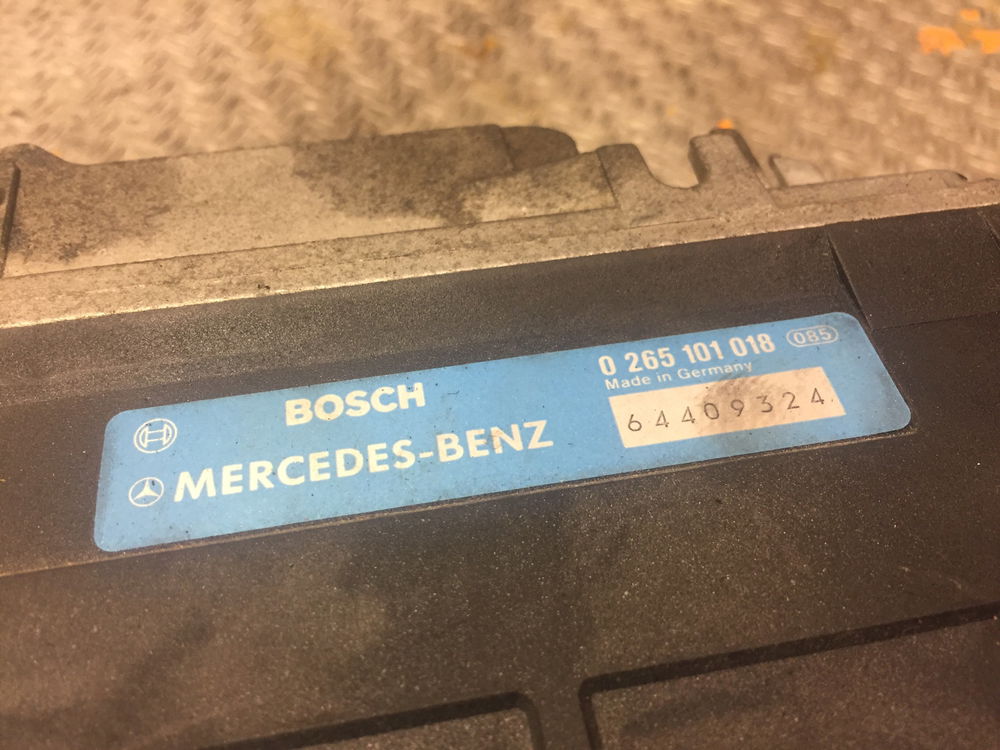 BOSCH
MERCEDES-BENZ
0 265 101 018 085
Made in Germany
64409324